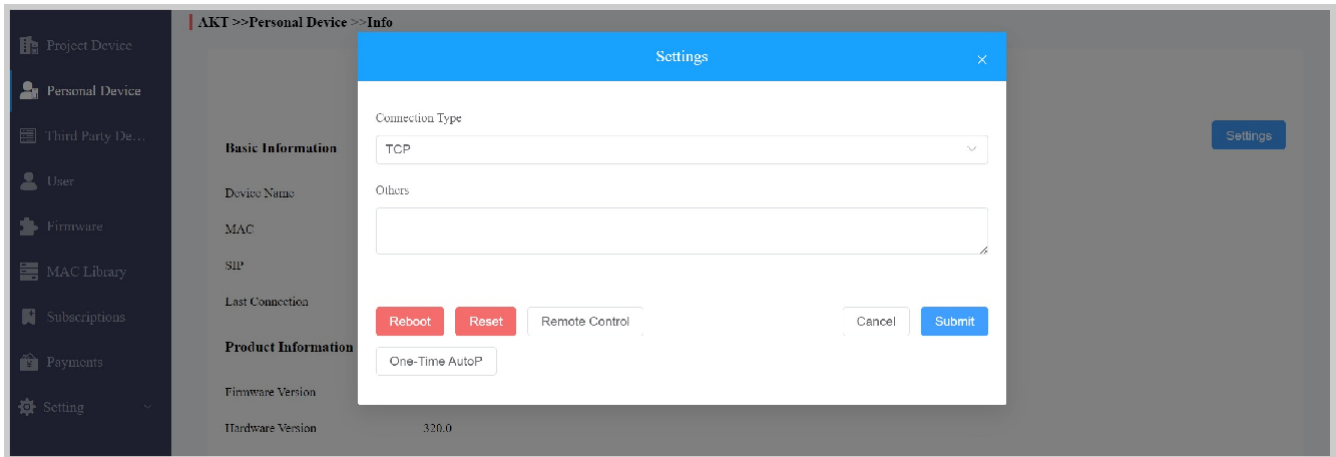 AKT >>Personal Device >>Info
Project Device
Personal Device
Third Party De...
User
Firmware
MAC Library
Subscriptions
Payments
Setting
Settings
Connection Type
TCP
Others
Reboot
Reset
Remote Control
Cancel
Submit
One-Time AutoP
Settings
Basic Information
Device Name
MAC
SIP
Last Connection
Product Information
Firmware Version
Hardware Version 320.0